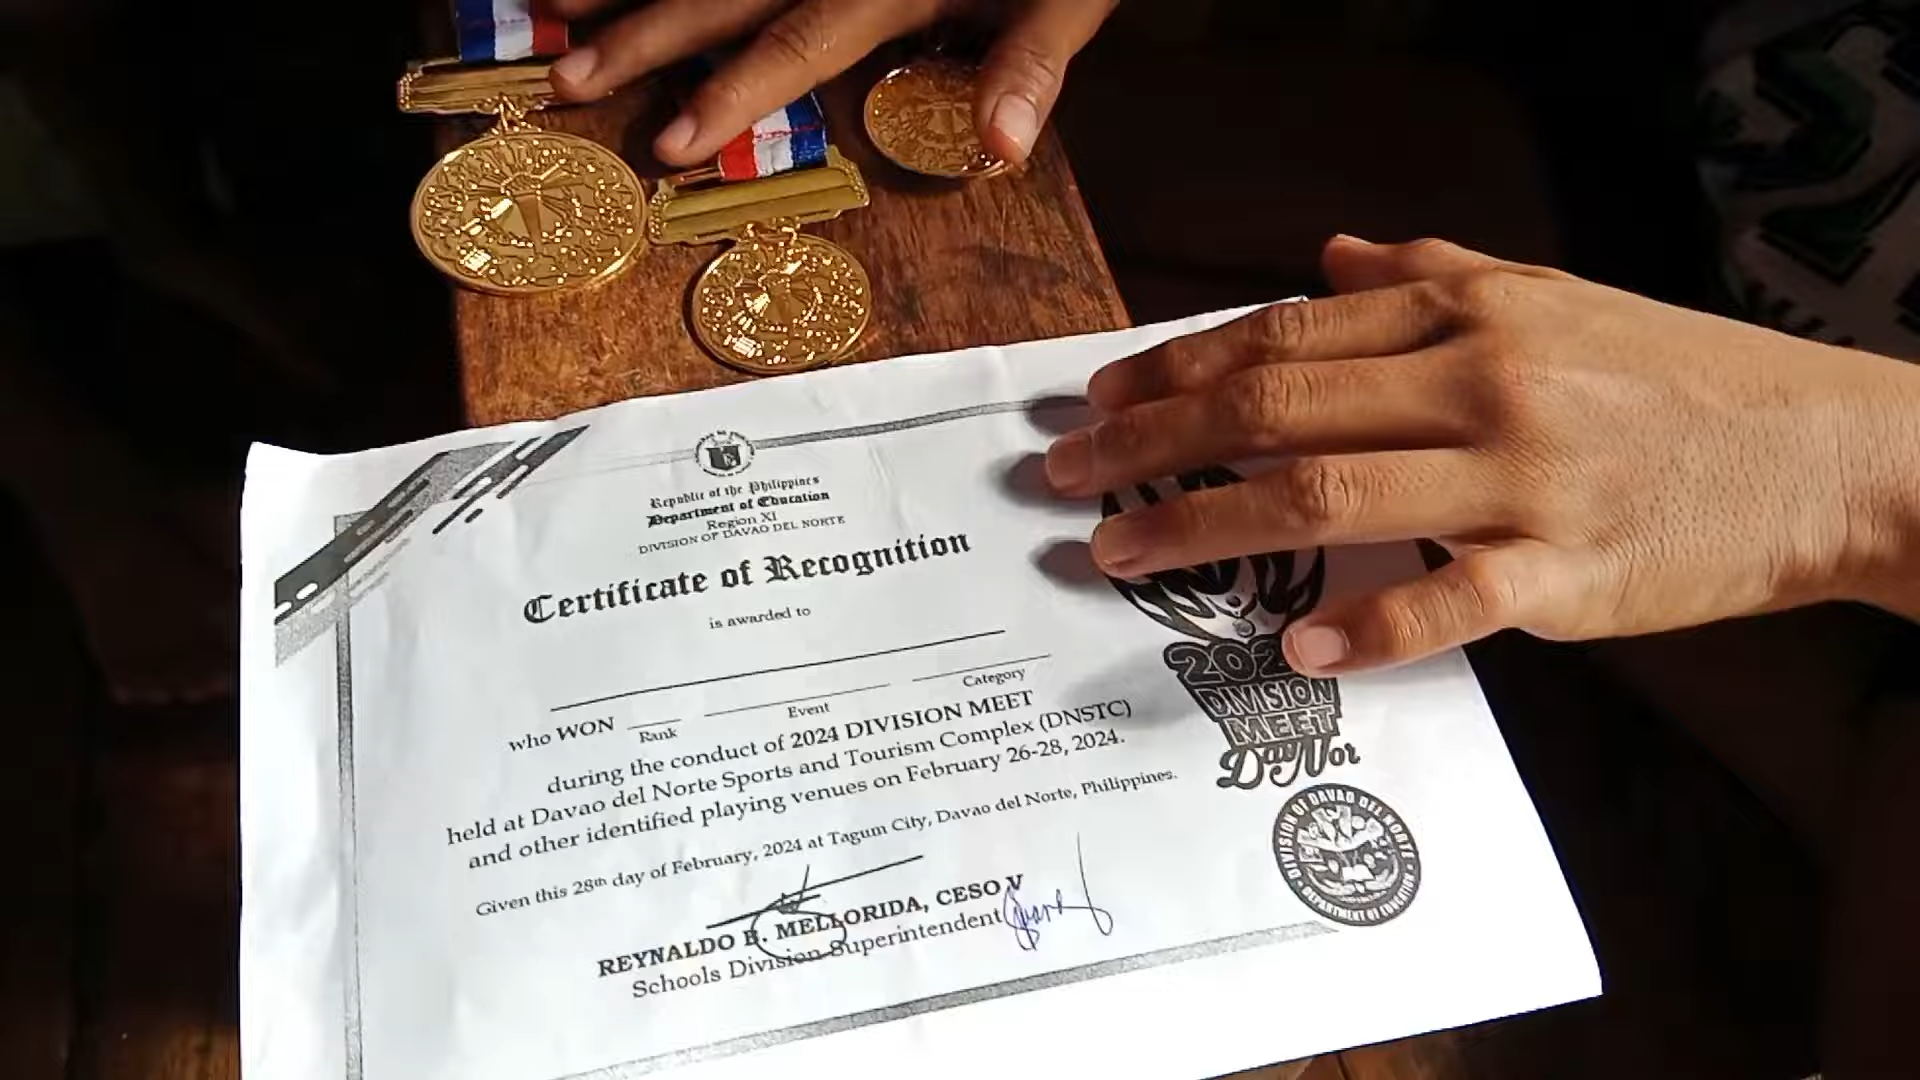 Republic of the Philippines
Department of Education
Region XI
DIVISION OF DAVAO DEL NORTE
Certificate of Recognition
is awarded to
who WON
Rank
Event
Category
during the conduct of 2024 DIVISION MEET
held at Davao del Norte Sports and Tourism Complex (DNSTC)
and other identified playing venues on February 26-28, 2024.
Given this 28th day of February, 2024 at Tagum City, Davao del Norte, Philippines.
REYNALDO B. MELLORIDA, CESO V
Schools Division Superintendent
202
DIVISION
MEET
DavNor
DIVISION OF DAVAO DEL NORTE
DEPARTMENT OF EDUCATION